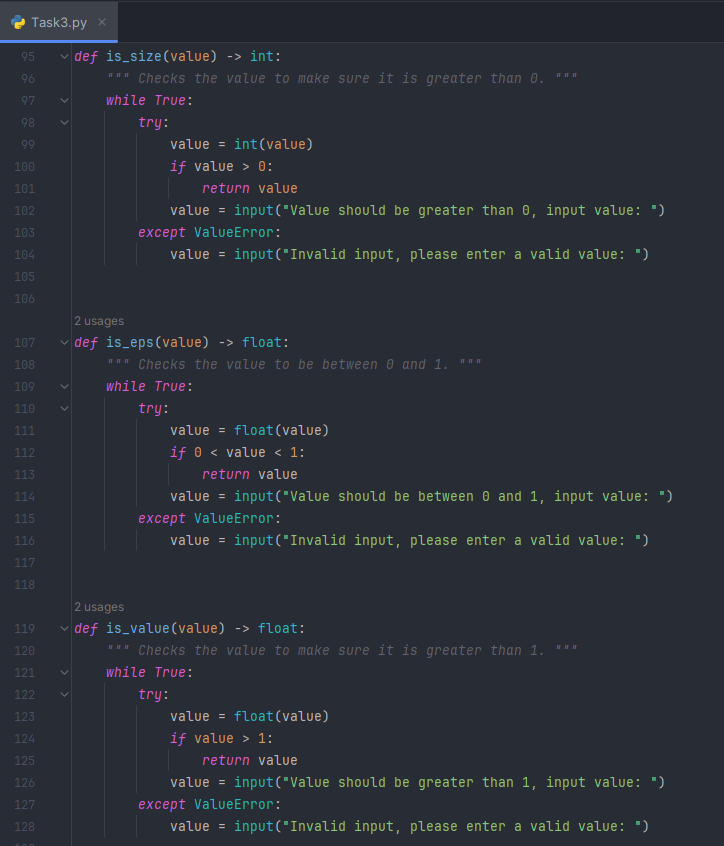 Task3.py ×
95 def is_size(value) -> int:
96     """ Checks the value to make sure it is greater than 0. """
97     while True:
98         try:
99             value = int(value)
100             if value > 0:
101                 return value
102             value = input("Value should be greater than 0, input value: ")
103         except ValueError:
104             value = input("Invalid input, please enter a valid value: ")
105
106
2 usages
107 def is_eps(value) -> float:
108     """ Checks the value to be between 0 and 1. """
109     while True:
110         try:
111             value = float(value)
112             if 0 < value < 1:
113                 return value
114             value = input("Value should be between 0 and 1, input value: ")
115         except ValueError:
116             value = input("Invalid input, please enter a valid value: ")
117
118
2 usages
119 def is_value(value) -> float:
120     """ Checks the value to make sure it is greater than 1. """
121     while True:
122         try:
123             value = float(value)
124             if value > 1:
125                 return value
126             value = input("Value should be greater than 1, input value: ")
127         except ValueError:
128             value = input("Invalid input, please enter a valid value: ")